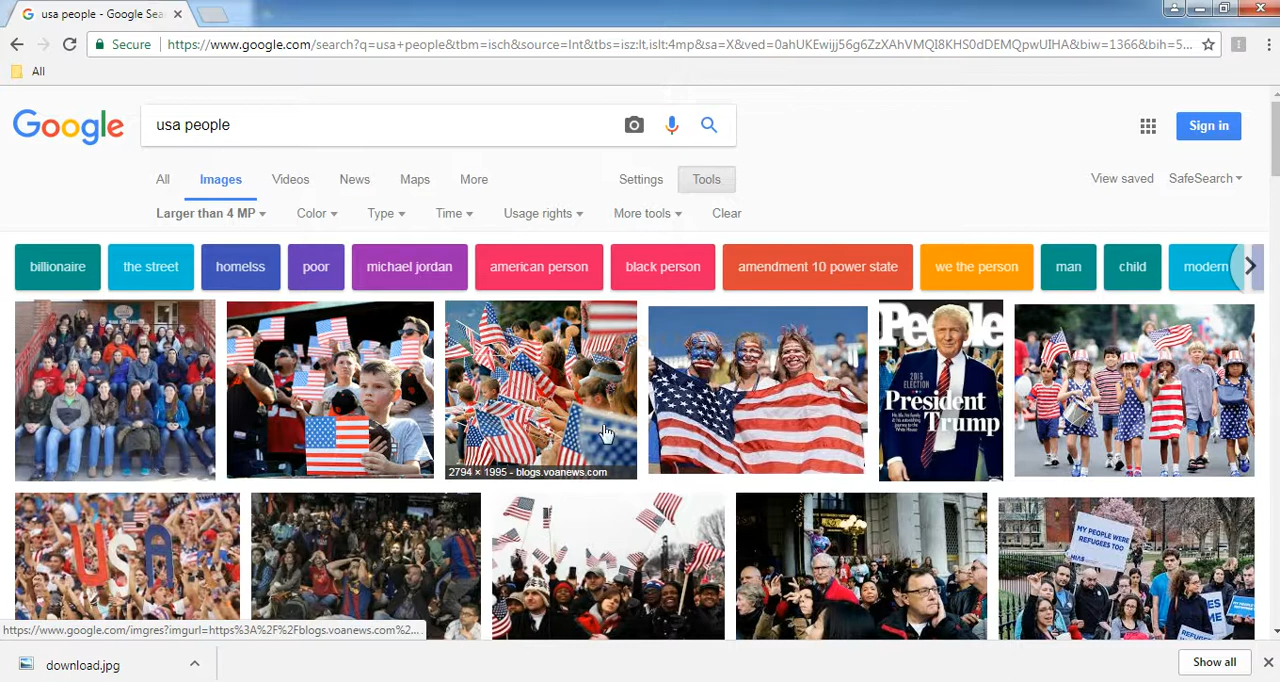 usa people - Google Sea
Secure
https://www.google.com/search?q=usa+people&tbm=isch&source=lnt&tbs=isz:lt,islt:4mp&sa=X&ved=0ahUKEwijj56g6ZzXAhVMQI8KHS0dDEMQpwUIHA&biw=1366&bih=5...
All
Google
usa people
Sign in
All Images Videos News Maps More Settings Tools
View saved SafeSearch
Larger than 4 MP Color Type Time Usage rights More tools Clear
billionaire the street homelss poor michael jordan american person black person amendment 10 power state we the person man child modern
People
2016
ELECTION
President
Trump
2794 × 1995 - blogs.voanews.com
USA
MY PEOPLE WERE
REFUGEES TOO
HIAS
https://www.google.com/imgres?imgurl=https%3A%2F%2Fblogs.voanews.com%2...
download.jpg
Show all